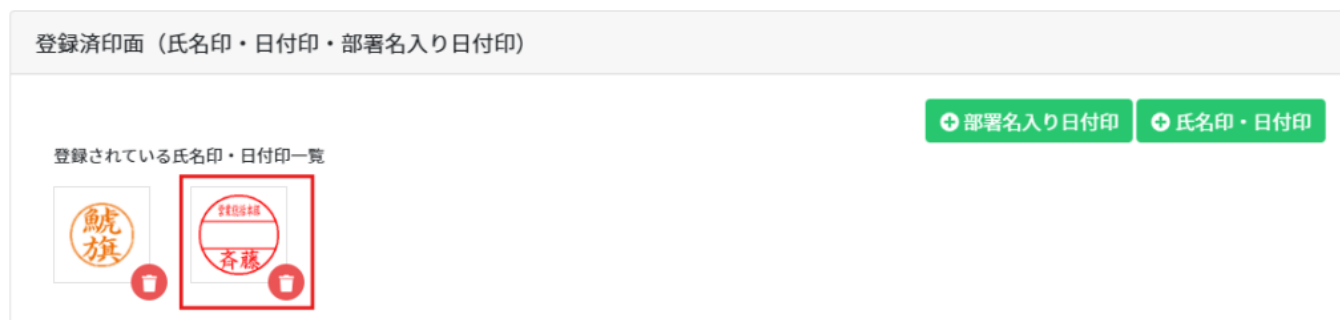 登録済印面（氏名印・日付印・部署名入り日付印）
部署名入り日付印
氏名印・日付印
登録されている氏名印・日付印一覧
鯱旗
斉藤